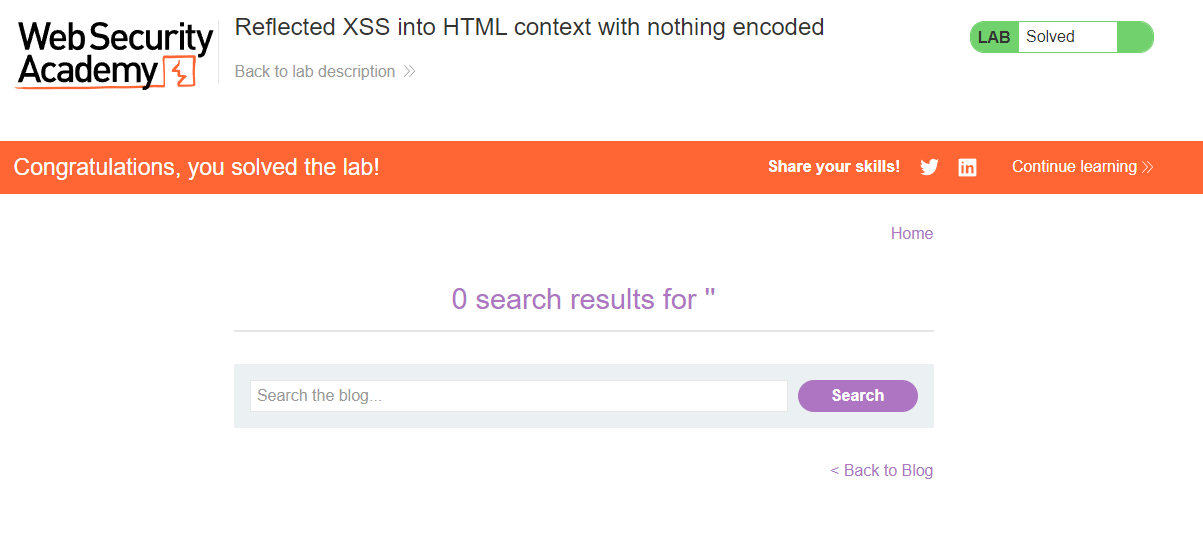 Web Security
Academy
Reflected XSS into HTML context with nothing encoded
Back to lab description
LAB Solved
Congratulations, you solved the lab!
Share your skills!
Continue learning
Home
0 search results for ''
Search the blog...
Search
< Back to Blog